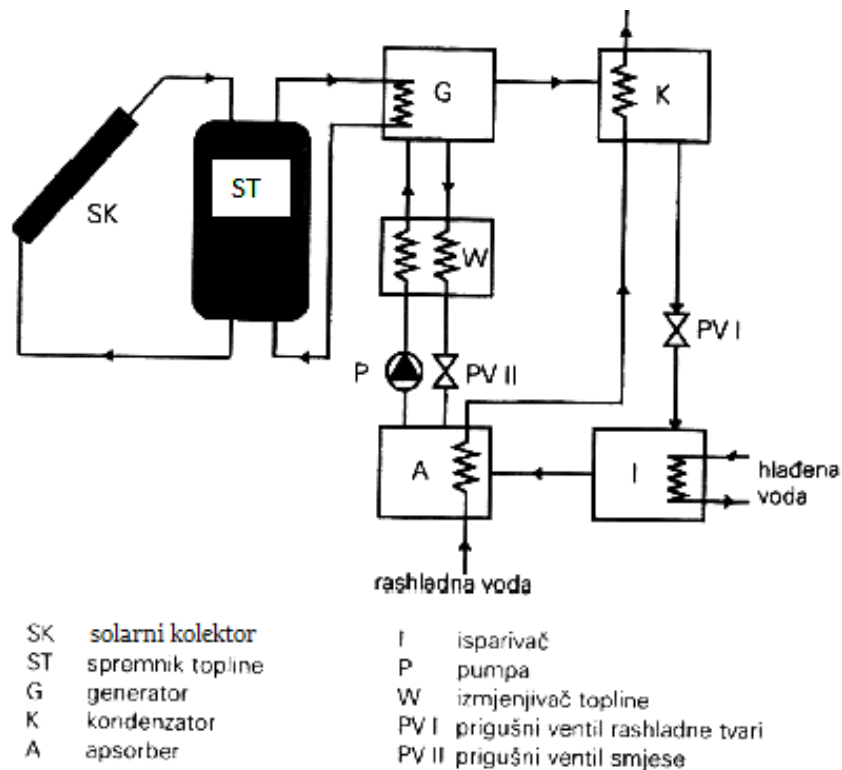 G
K
ST
SK
W
P
PV II
PV I
A
I
hlađena
voda
rashladna voda
SK solarni kolektor
ST spremnik topline
G generator
K kondenzator
A apsorber
I isparivač
P pumpa
W izmjenjivač topline
PV I prigušni ventil rashladne tvari
PV II prigušni ventil smjese